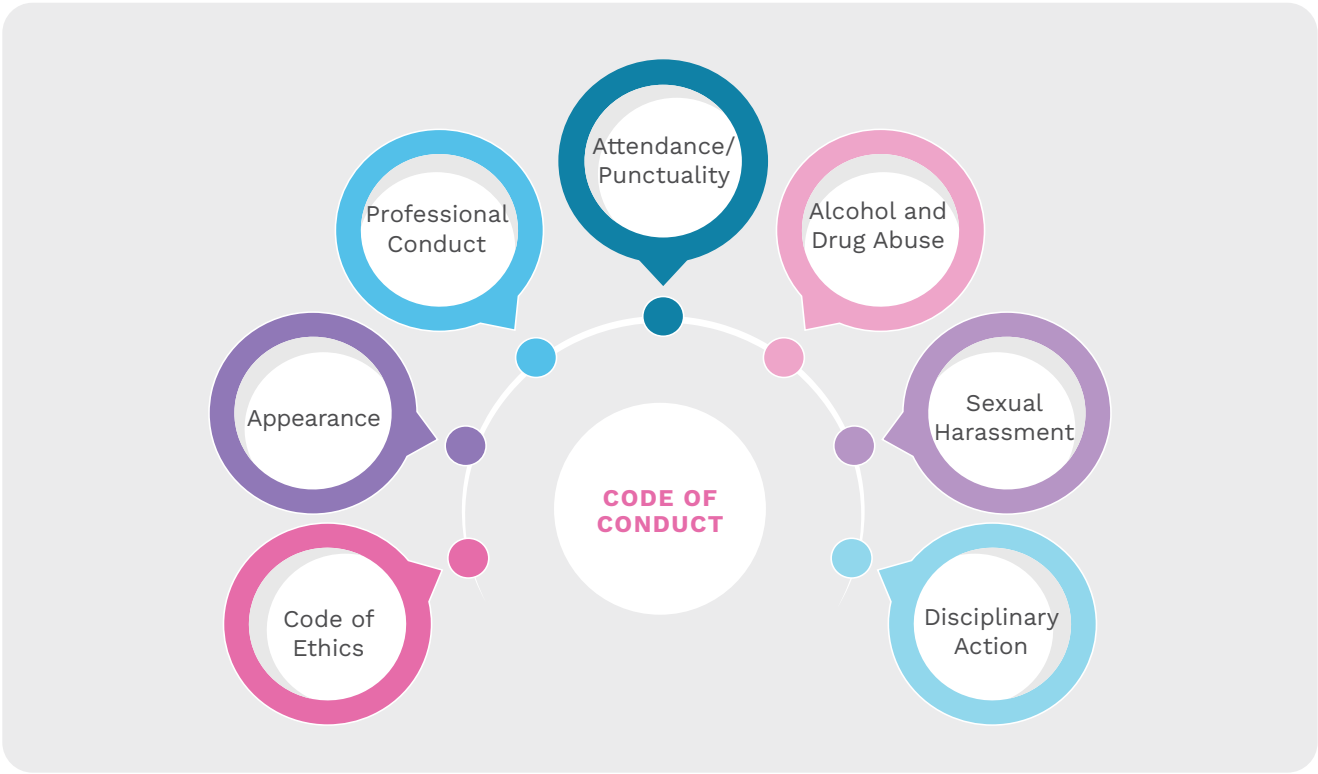 Attendance/
Punctuality
Professional
Conduct
Alcohol and
Drug Abuse
Appearance
Sexual
Harassment
CODE OF
CONDUCT
Code of
Ethics
Disciplinary
Action